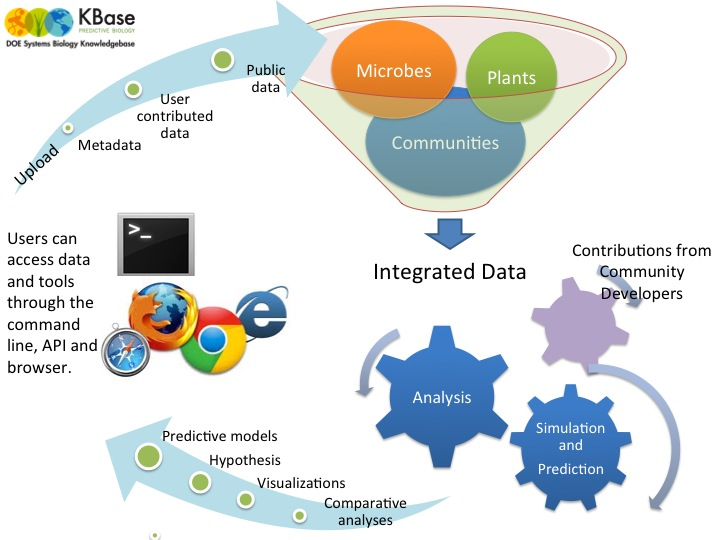 KBase
PREDICTIVE BIOLOGY
DOE Systems Biology Knowledgebase
Upload
Metadata
User
contributed
data
Public
data
Microbes
Plants
Communities
Integrated Data
Users can
access data
and tools
through the
command
line, API and
browser.
>_
Contributions from
Community
Developers
Analysis
Simulation
and
Prediction
Predictive models
Hypothesis
Visualizations
Comparative
analyses